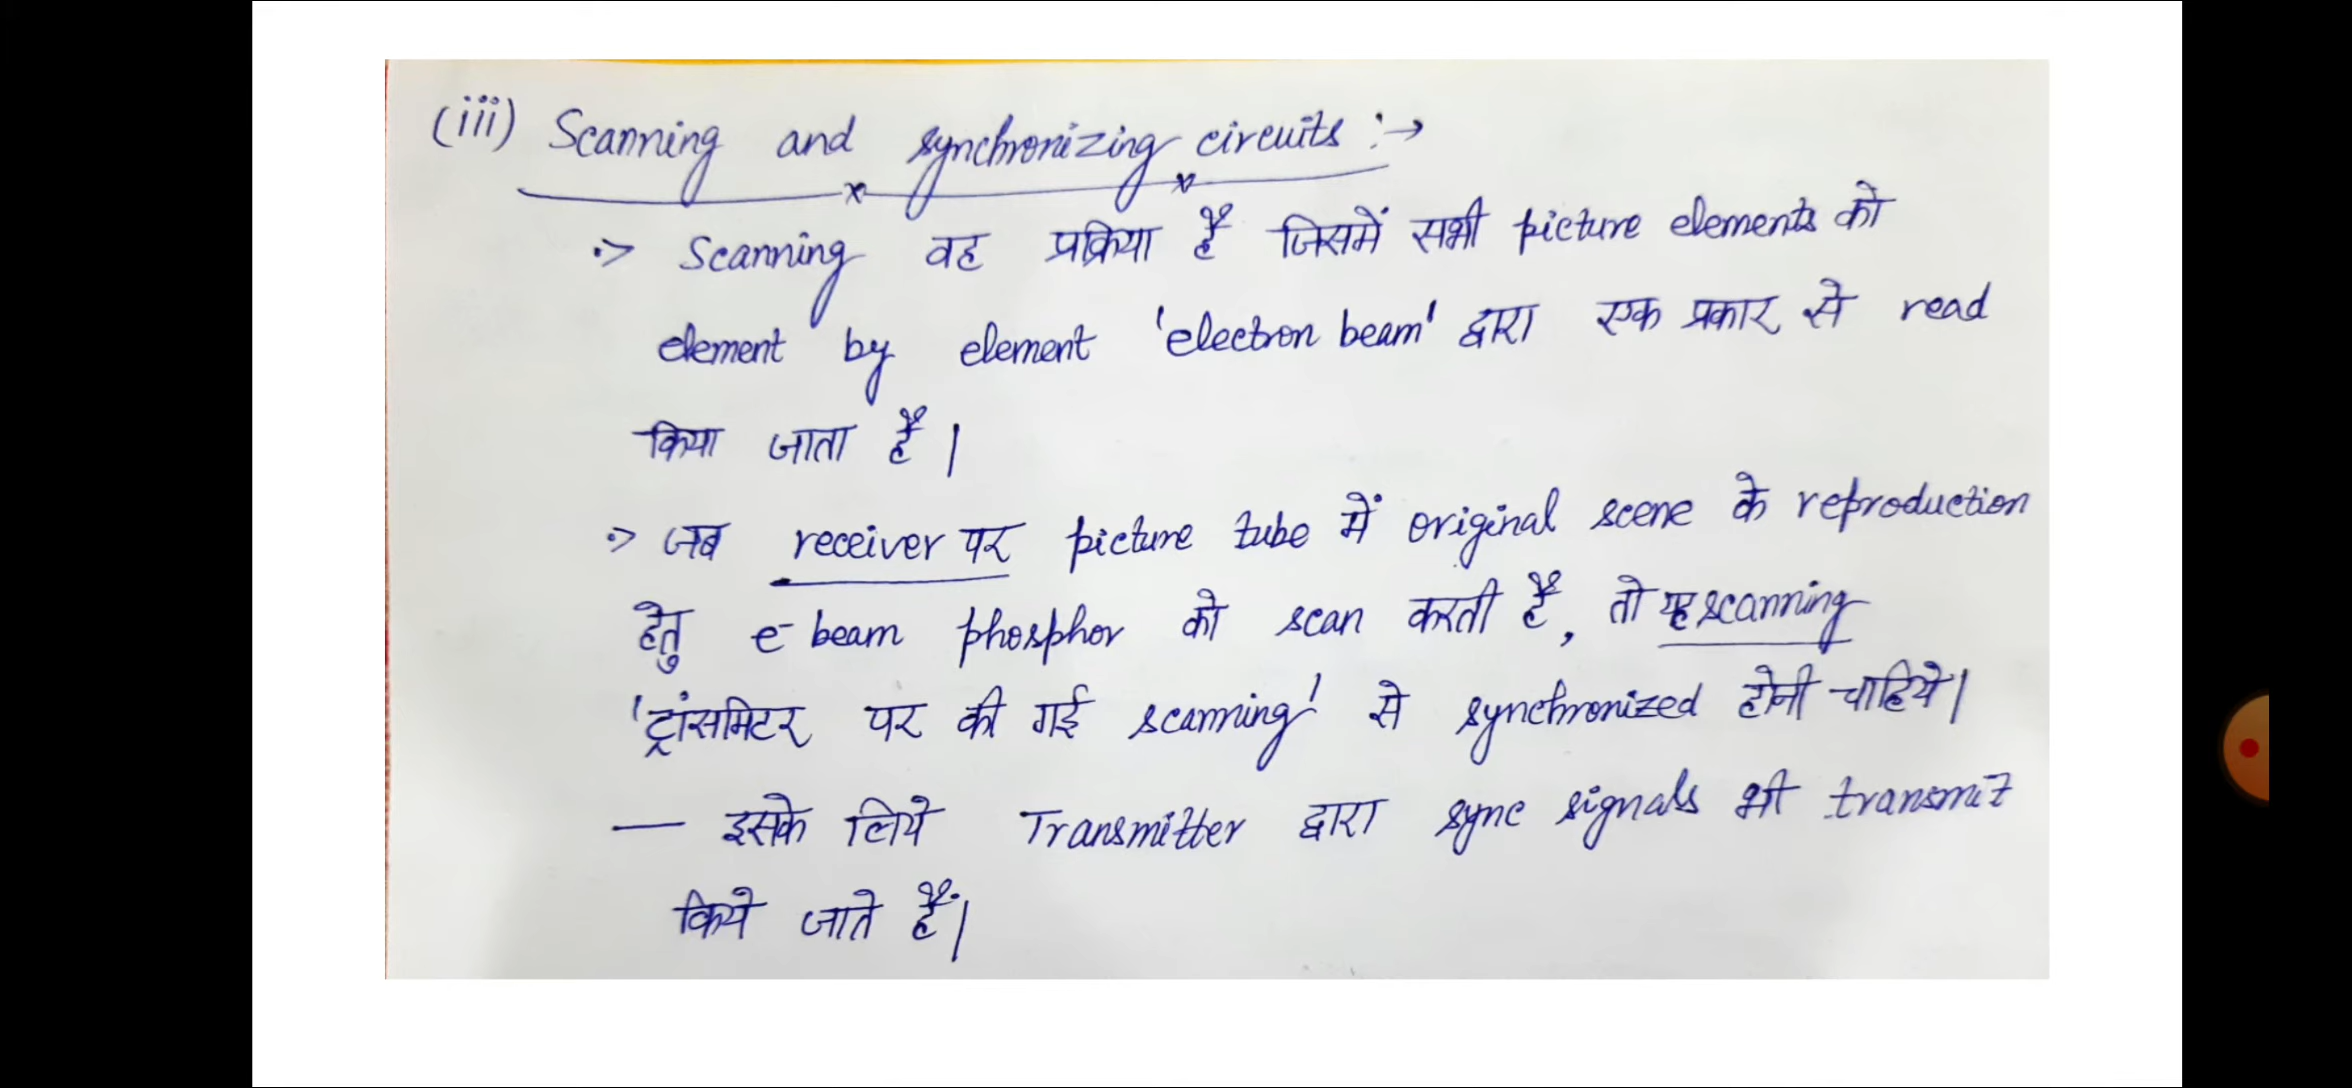 (iii) Scanning and synchronizing circuits :→
:> Scanning वह प्रक्रिया है जिसमें सभी picture elements को
element by element 'electron beam' द्वारा एक प्रकार से read
किया जाता है |
:> जब receiver पर picture tube में original scene के reproduction
हेतु e⁻ beam phosphor को scan करती है, तो यह scanning
'ट्रांसमिटर पर की गई scanning' से synchronized होनी चाहिये |
— इसके लिये Transmitter द्वारा sync signals भी transmit
किये जाते हैं |